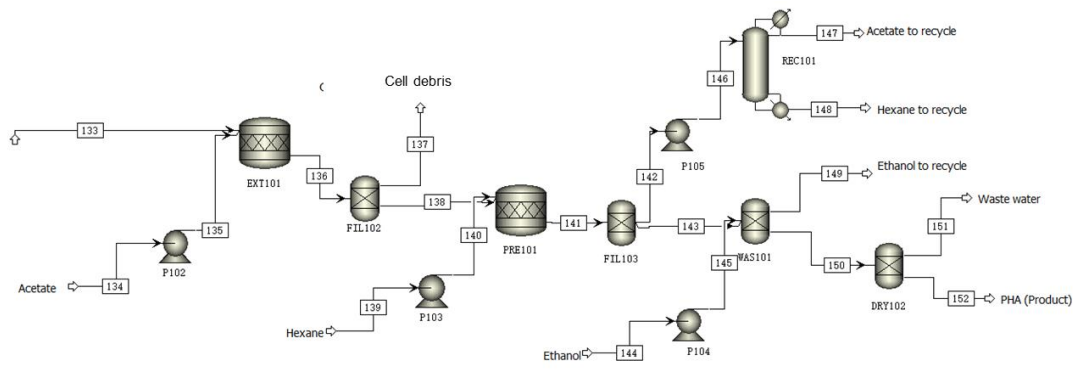 147
Acetate to recycle
REC101
146
Cell debris
C
148
Hexane to recycle
133
137
P105
EXT101
136
142
149
Ethanol to recycle
138
FIL102
140
PRE101
141
FIL103
143
WAS101
151
Waste water
135
P102
145
150
134
Acetate
DRY102
152
PHA (Product)
139
P103
Hexane
144
P104
Ethanol